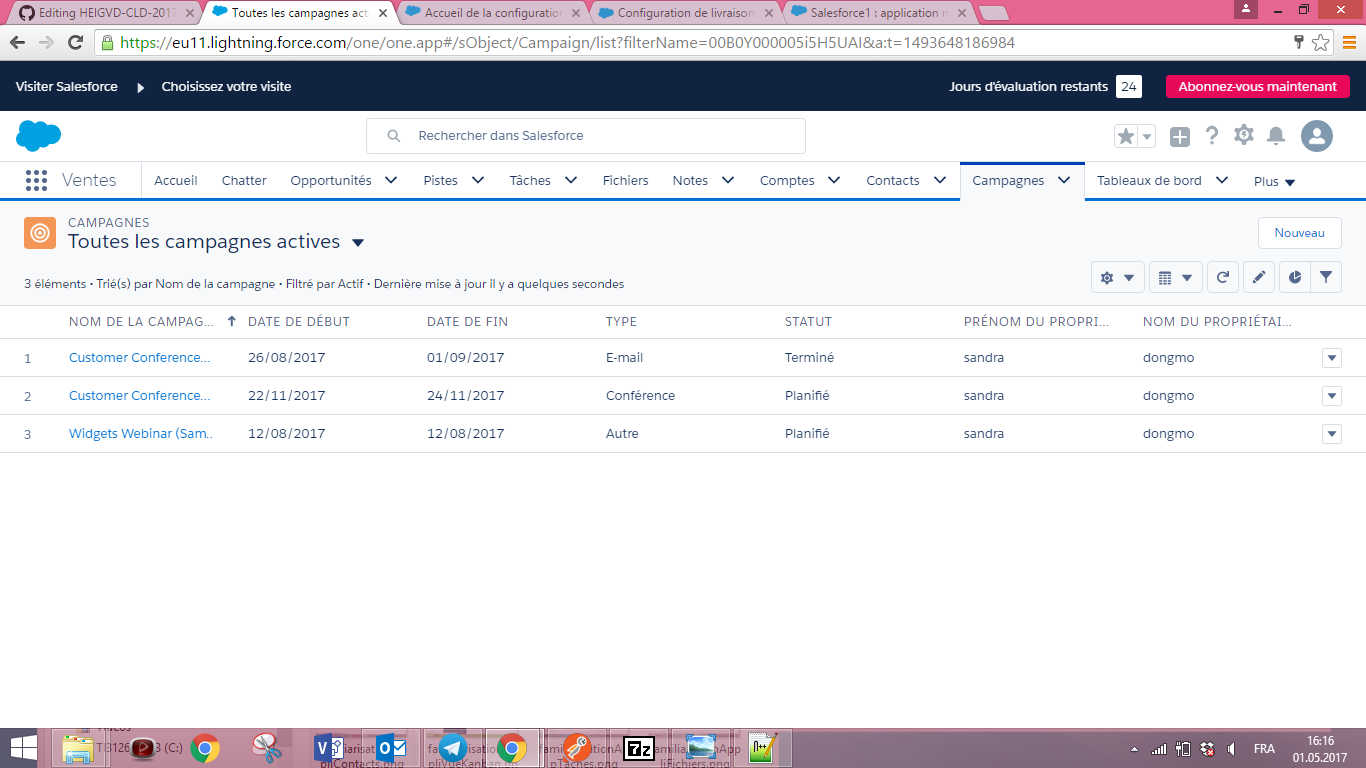 Editing HEIGVD-CLD-2017
Toutes les campagnes acti
Accueil de la configuration
Configuration de livraison
Salesforce1 : application m
https://eu11.lightning.force.com/one/one.app#/sObject/Campaign/list?filterName=00B0Y000005i5H5UAI&a:t=1493648186984
Visiter Salesforce Choisissez votre visite Jours d'évaluation restants 24 Abonnez-vous maintenant
Rechercher dans Salesforce
Ventes Accueil Chatter Opportunités Pistes Tâches Fichiers Notes Comptes Contacts Campagnes Tableaux de bord Plus
CAMPAGNES
Toutes les campagnes actives
Nouveau
3 éléments • Trié(s) par Nom de la campagne • Filtré par Actif • Dernière mise à jour il y a quelques secondes
NOM DE LA CAMPAG... DATE DE DÉBUT DATE DE FIN TYPE STATUT PRÉNOM DU PROPRI... NOM DU PROPRIÉTAI...
1 Customer Conference... 26/08/2017 01/09/2017 E-mail Terminé sandra dongmo
2 Customer Conference... 22/11/2017 24/11/2017 Conférence Planifié sandra dongmo
3 Widgets Webinar (Sam... 12/08/2017 12/08/2017 Autre Planifié sandra dongmo
FRA
16:16
01.05.2017